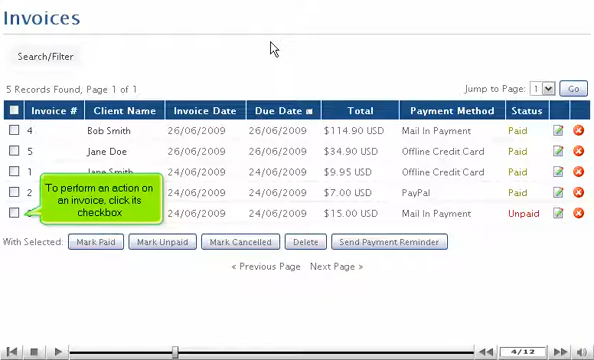 Invoices
Search/Filter
5 Records Found, Page 1 of 1 Jump to Page: 1 Go
Invoice # Client Name Invoice Date Due Date Total Payment Method Status
4 Bob Smith 26/06/2009 26/06/2009 $114.90 USD Mail In Payment Paid
5 Jane Doe 26/06/2009 26/06/2009 $34.90 USD Offline Credit Card Paid
1 Jane Smith 24/06/2009 24/06/2009 $9.95 USD Offline Credit Card Paid
2 24/06/2009 24/06/2009 $7.00 USD PayPal Paid
24/06/2009 24/06/2009 $15.00 USD Mail In Payment Unpaid
To perform an action on
an invoice, click its
checkbox
With Selected: Mark Paid Mark Unpaid Mark Cancelled Delete Send Payment Reminder
« Previous Page Next Page »
4/12